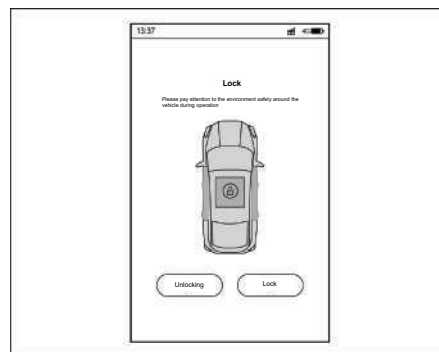 13:37
Lock
Please pay attention to the environment safety around the
vehicle during operation
Unlocking Lock